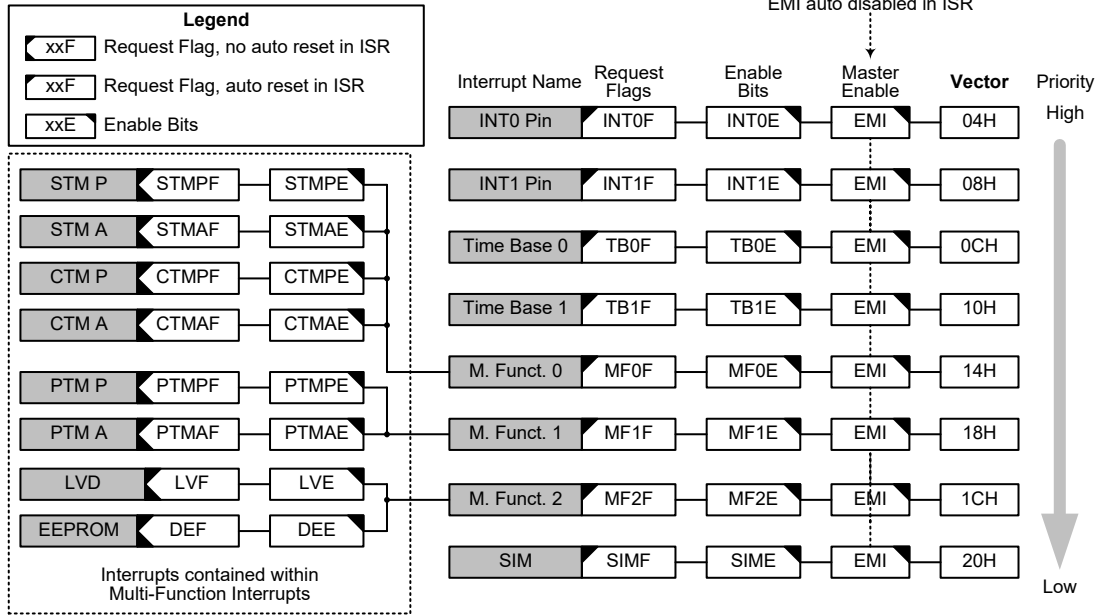 EMI auto disabled in ISR
Legend
xxF Request Flag, no auto reset in ISR
xxF Request Flag, auto reset in ISR
xxE Enable Bits
Interrupt Name Request Flags Enable Bits Master Enable Vector Priority
High
INT0 Pin INT0F INT0E EMI 04H
STM P STMPF STMPE INT1 Pin INT1F INT1E EMI 08H
STM A STMAF STMAE Time Base 0 TB0F TB0E EMI 0CH
CTM P CTMPF CTMPE
CTM A CTMAF CTMAE Time Base 1 TB1F TB1E EMI 10H
PTM P PTMPF PTMPE M. Funct. 0 MF0F MF0E EMI 14H
PTM A PTMAF PTMAE M. Funct. 1 MF1F MF1E EMI 18H
LVD LVF LVE M. Funct. 2 MF2F MF2E EMI 1CH
EEPROM DEF DEE
SIM SIMF SIME EMI 20H
Interrupts contained within
Multi-Function Interrupts
Low